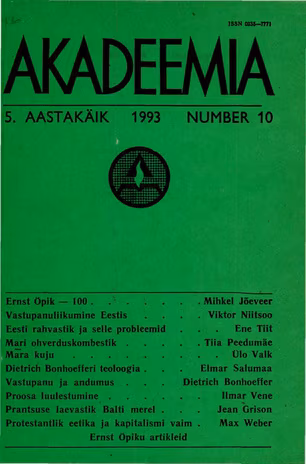 ISSN 0235—7771
AKADEEMIA
5. AASTAKÄIK 1993 NUMBER 10
Ernst Öpik — 100 . . . . . . . Mihkel Jõeveer
Vastupanuliikumine Eestis . . . . Viktor Niitsoo
Eesti rahvastik ja selle probleemid . . . Ene Tiit
Mari ohverduskombestik . . . . Tiia Peedumäe
Mära kuju . . . . . . . . Ülo Valk
Dietrich Bonhoefferi teoloogia . . . Elmar Salumaa
Vastupanu ja andumus . . . Dietrich Bonhoeffer
Proosa luulestumine . . . . . Ilmar Vene
Prantsuse laevastik Balti merel . . . Jean Grison
Protestantlik eetika ja kapitalismi vaim . Max Weber
Ernst Öpiku artikleid